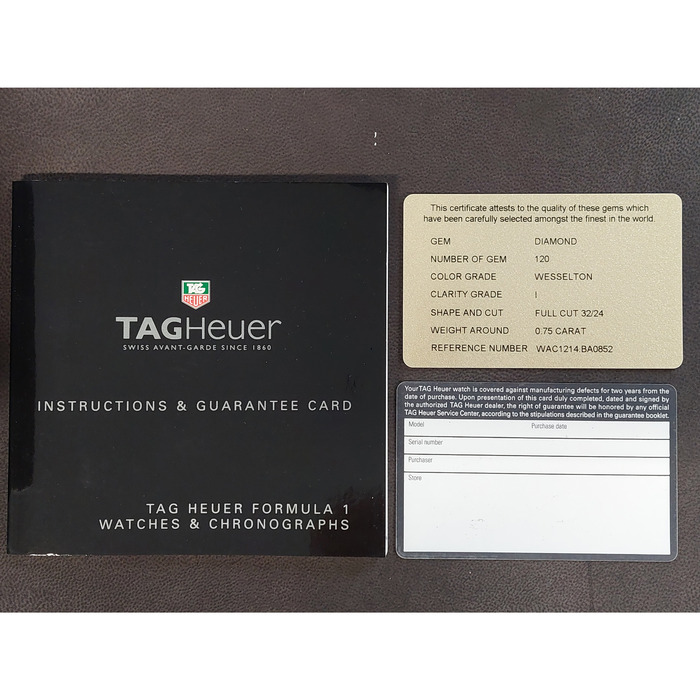 TAG
HEUER
TAGHeuer
SWISS AVANT-GARDE SINCE 1860
INSTRUCTIONS & GUARANTEE CARD
TAG HEUER FORMULA 1
WATCHES & CHRONOGRAPHS
This certificate attests to the quality of these gems which
have been carefully selected amongst the finest in the world.
GEM DIAMOND
NUMBER OF GEM 120
COLOR GRADE WESSELTON
CLARITY GRADE I
SHAPE AND CUT FULL CUT 32/24
WEIGHT AROUND 0.75 CARAT
REFERENCE NUMBER WAC1214.BA0852
Your TAG Heuer watch is covered against manufacturing defects for two years from the
date of purchase. Upon presentation of this card duly completed, dated and signed by
the authorized TAG Heuer dealer, the right of guarantee will be honored by any official
TAG Heuer Service Center, according to the stipulations described in the guarantee booklet.
Model Purchase date
Serial number
Purchaser
Store